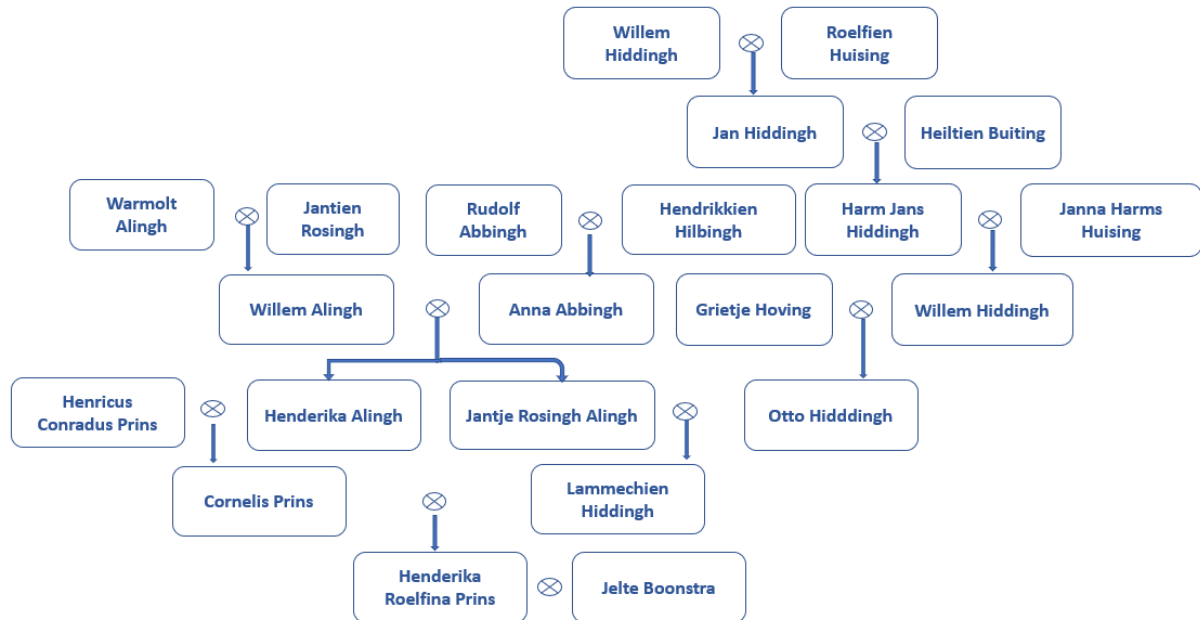 Willem
Hiddingh
Roelfien
Huising
Jan Hiddingh
Heiltien Buiting
Warmolt
Alingh
Jantien
Rosingh
Rudolf
Abbingh
Hendrikkien
Hilbingh
Harm Jans
Hiddingh
Janna Harms
Huising
Willem Alingh
Anna Abbingh
Grietje Hoving
Willem Hiddingh
Henricus
Conradus Prins
Henderika Alingh
Jantje Rosingh Alingh
Otto Hidddingh
Cornelis Prins
Lammechien
Hiddingh
Henderika
Roelfina Prins
Jelte Boonstra